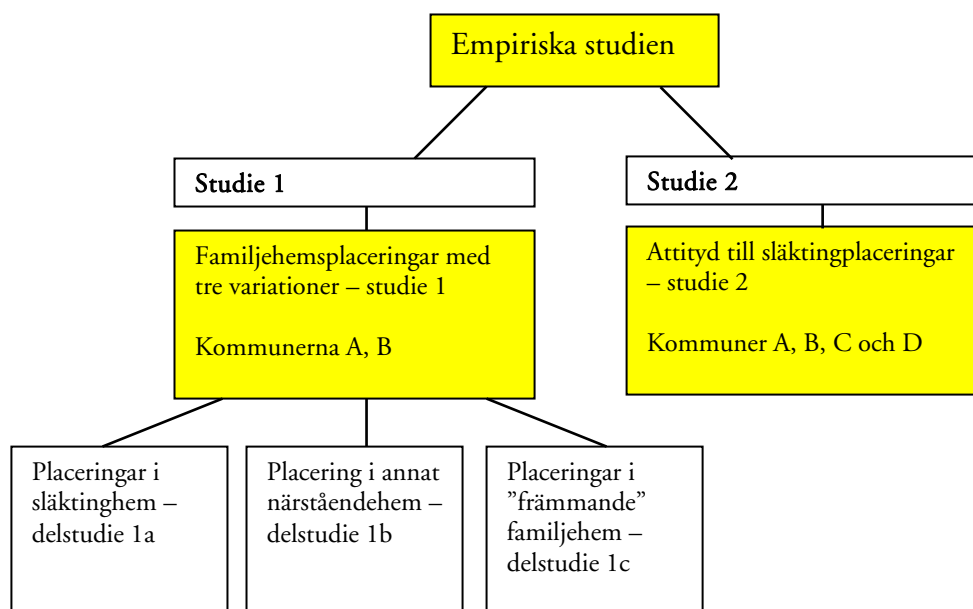 Empiriska studien
Studie 1
Studie 2
Familjehemsplaceringar med
tre variationer – studie 1
Kommunerna A, B
Attityd till släktingplaceringar
– studie 2
Kommuner A, B, C och D
Placeringar i
släktinghem –
delstudie 1a
Placering i annat
närståendehem –
delstudie 1b
Placeringar i
”främmande”
familjehem –
delstudie 1c